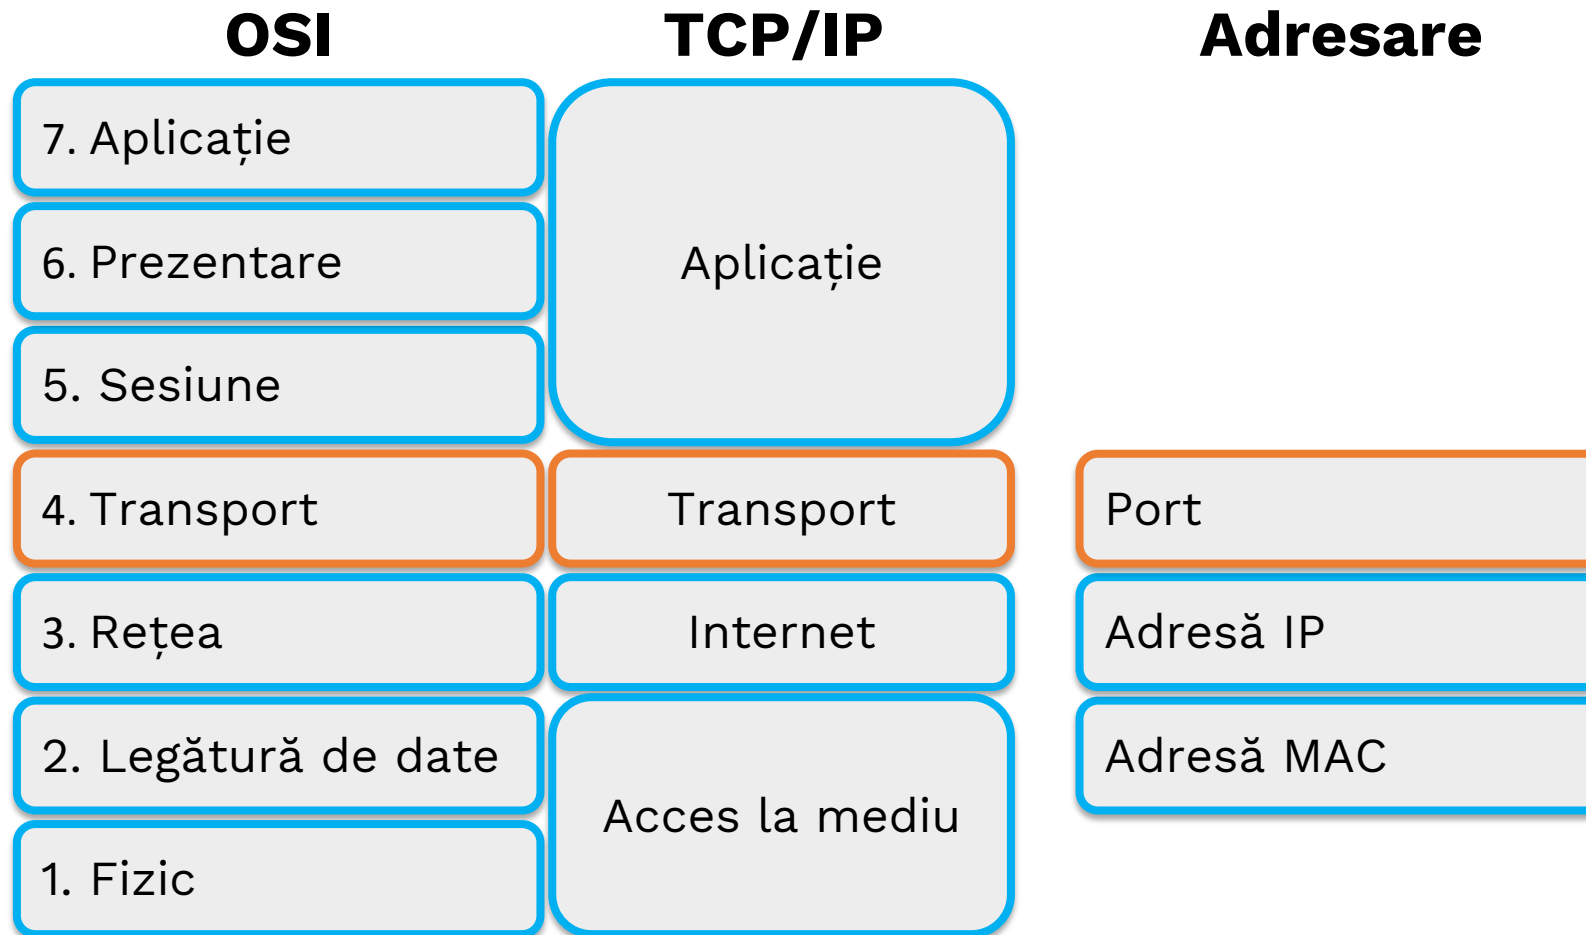 OSI
TCP/IP
Adresare
7. Aplicație
6. Prezentare
5. Sesiune
Aplicație
4. Transport
Transport
Port
3. Rețea
Internet
Adresă IP
2. Legătură de date
Adresă MAC
Acces la mediu
1. Fizic